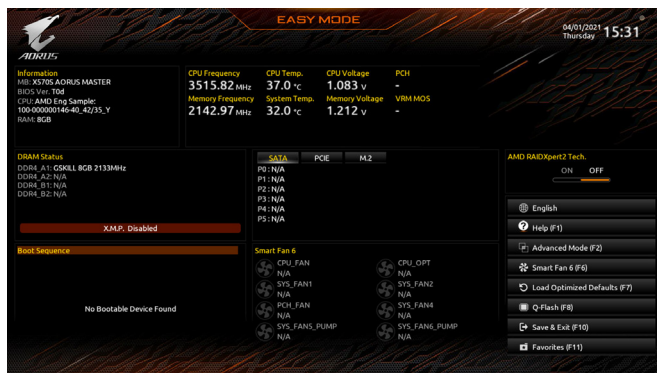 EASY MODE
04/01/2021 Thursday 15:31
AORUS
Information
MB: X570S AORUS MASTER
BIOS Ver. T0d
CPU: AMD Eng Sample:
100-000000146-40_42/35_Y
RAM: 8GB
CPU Frequency CPU Temp. CPU Voltage PCH
3515.82 MHz 37.0 °C 1.083 V -
Memory Frequency System Temp. Memory Voltage VRM MOS
2142.97 MHz 32.0 °C 1.212 V -
DRAM Status
DDR4_A1: GSKILL 8GB 2133MHz
DDR4_A2: N/A
DDR4_B1: N/A
DDR4_B2: N/A
X.M.P. Disabled
SATA PCIE M.2
P0 : N/A
P1 : N/A
P2 : N/A
P3 : N/A
P4 : N/A
P5 : N/A
AMD RAIDXpert2 Tech.
ON OFF
Boot Sequence
No Bootable Device Found
Smart Fan 6
CPU_FAN CPU_OPT
N/A N/A
SYS_FAN1 SYS_FAN2
N/A N/A
PCH_FAN SYS_FAN4
N/A N/A
SYS_FAN5_PUMP SYS_FAN6_PUMP
N/A N/A
English
Help (F1)
Advanced Mode (F2)
Smart Fan 6 (F6)
Load Optimized Defaults (F7)
Q-Flash (F8)
Save & Exit (F10)
Favorites (F11)